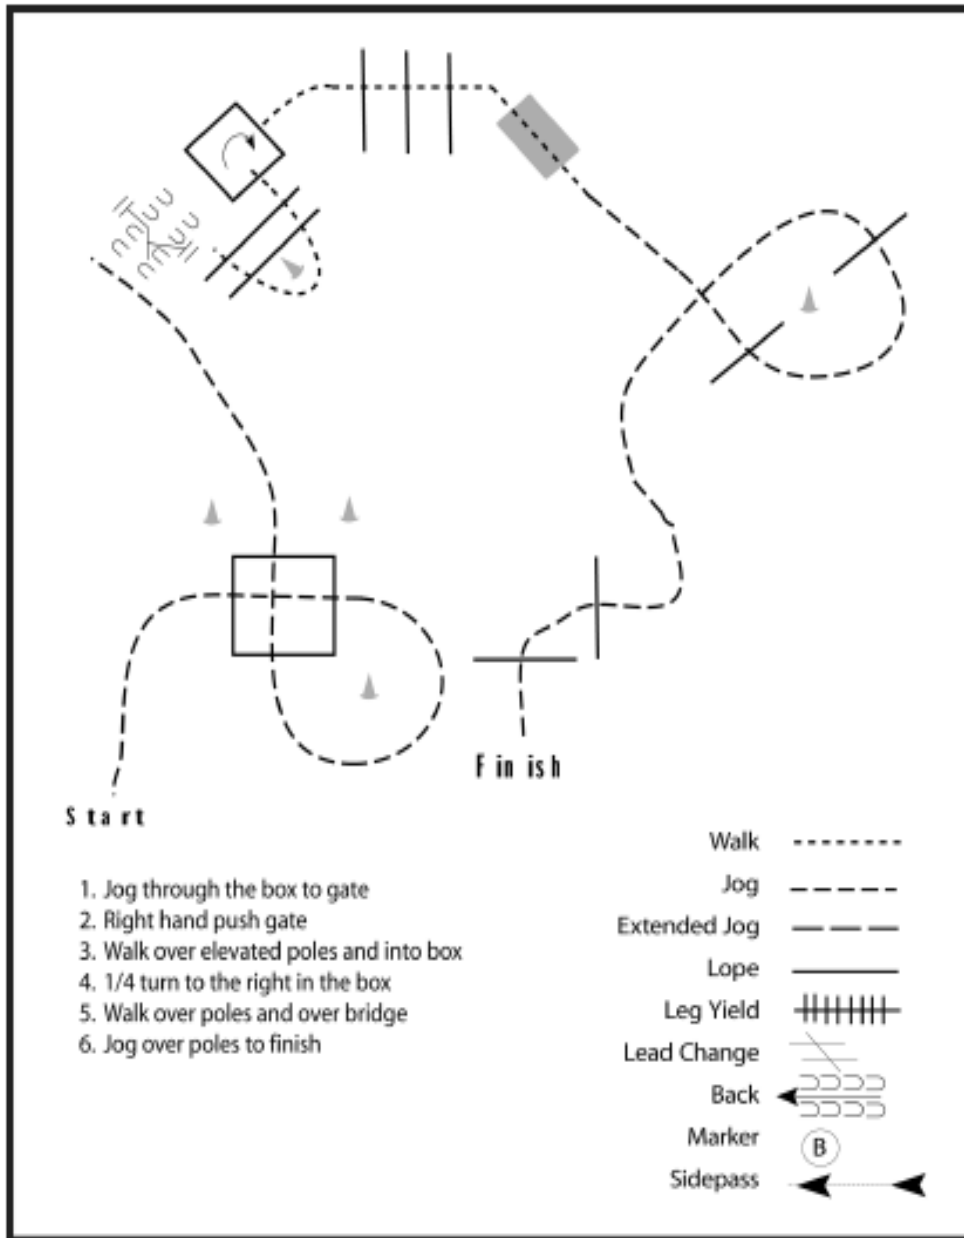 Finish
Start
1. Jog through the box to gate
2. Right hand push gate
3. Walk over elevated poles and into box
4. 1/4 turn to the right in the box
5. Walk over poles and over bridge
6. Jog over poles to finish
Walk
Jog
Extended Jog
Lope
Leg Yield
Lead Change
Back
Marker B
Sidepass